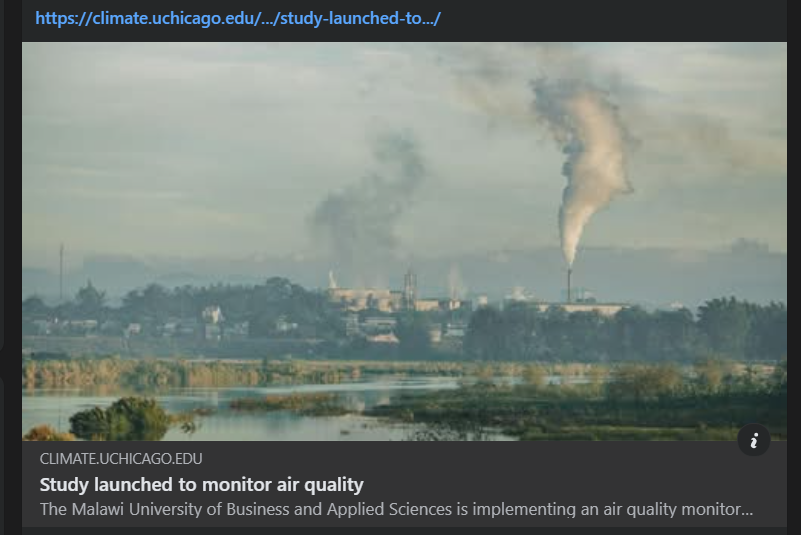 https://climate.uchicago.edu/.../study-launched-to.../
CLIMATE.UCHICAGO.EDU
Study launched to monitor air quality
The Malawi University of Business and Applied Sciences is implementing an air quality monitor...